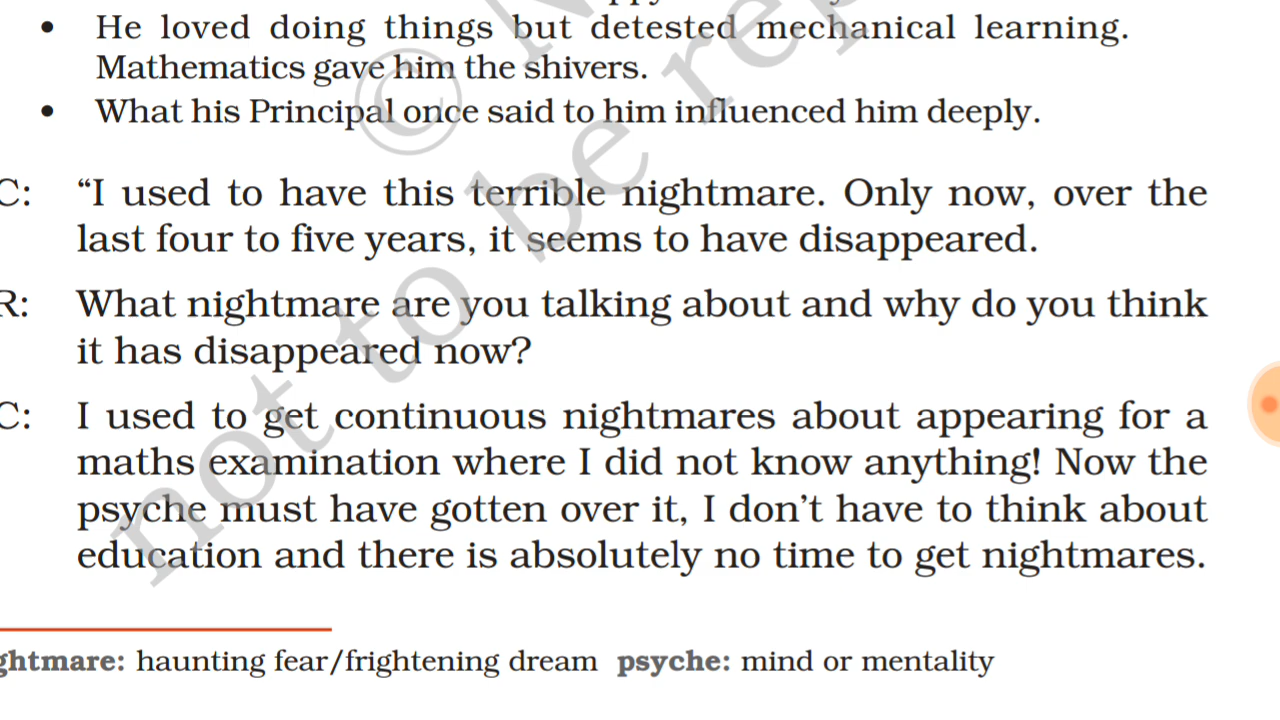 • He loved doing things but detested mechanical learning.
Mathematics gave him the shivers.
• What his Principal once said to him influenced him deeply.
C: “I used to have this terrible nightmare. Only now, over the
last four to five years, it seems to have disappeared.
R: What nightmare are you talking about and why do you think
it has disappeared now?
C: I used to get continuous nightmares about appearing for a
maths examination where I did not know anything! Now the
psyche must have gotten over it, I don’t have to think about
education and there is absolutely no time to get nightmares.
ghtmare: haunting fear/frightening dream psyche: mind or mentality
© N
not to be rep